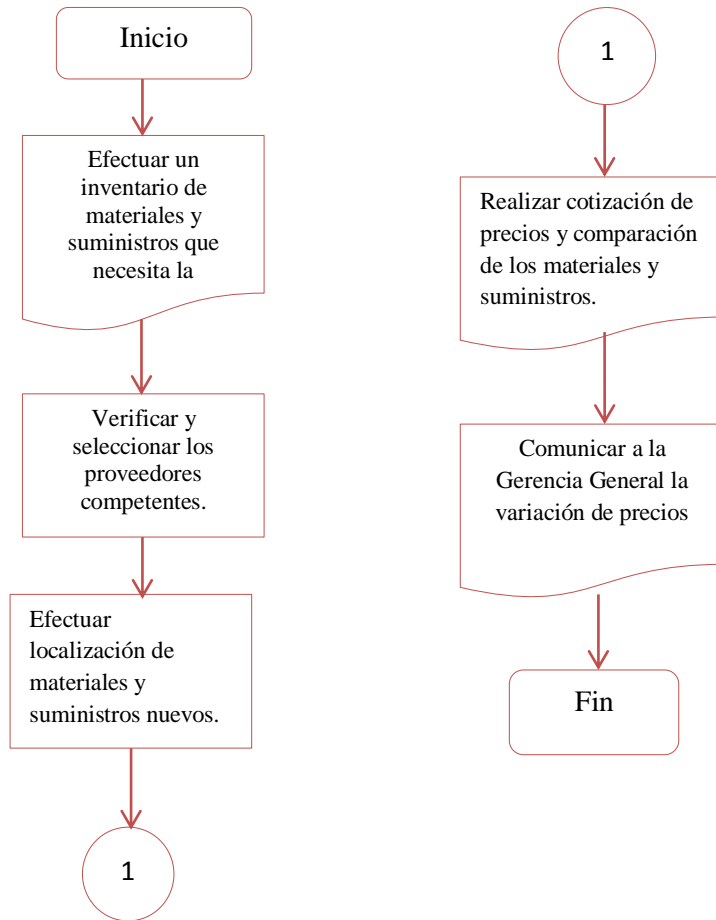 Inicio
Efectuar un
inventario de
materiales y
suministros que
necesita la
Verificar y
seleccionar los
proveedores
competentes.
Efectuar
localización de
materiales y
suministros nuevos.
1
1
Realizar cotización de
precios y comparación
de los materiales y
suministros.
Comunicar a la
Gerencia General la
variación de precios
Fin